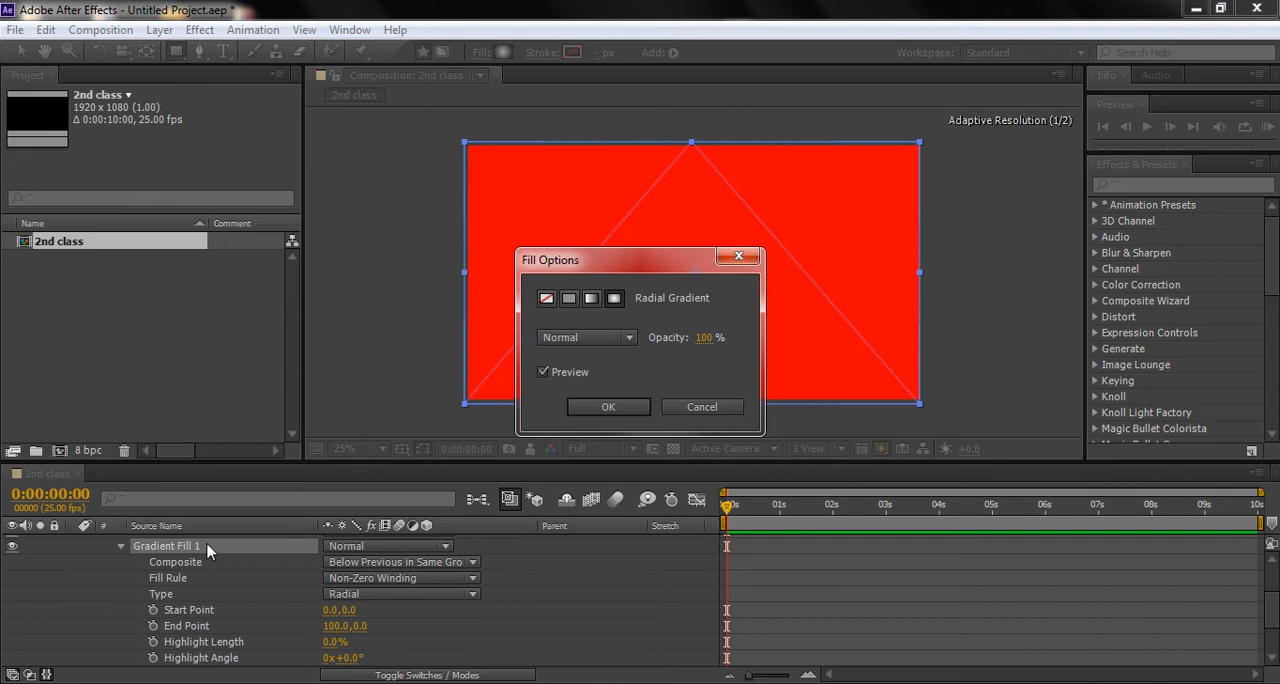 Adobe After Effects - Untitled Project.aep *
File Edit Composition Layer Effect Animation View Window Help
Fill: Stroke: - px Add: Workspace: Standard Search Help
Project Composition: 2nd class Info Audio
2nd class
1920 x 1080 (1.00)
Δ 0:00:10:00, 25.00 fps
2nd class
Adaptive Resolution (1/2)
Preview
Effects & Presets
* Animation Presets
3D Channel
Audio
Blur & Sharpen
Channel
Color Correction
Composite Wizard
Distort
Expression Controls
Generate
Image Lounge
Keying
Knoll
Knoll Light Factory
Magic Bullet Colorista
Name Comment
2nd class
Fill Options
Radial Gradient
Normal Opacity: 100 %
Preview
OK Cancel
8 bpc
25% 0:00:00:00 Full Active Camera 1 View +0.0
2nd class
0:00:00:00
00000 (25.00 fps)
# Source Name Parent Stretch
00s 01s 02s 03s 04s 05s 06s 07s 08s 09s 10s
Gradient Fill 1 Normal
Composite Below Previous in Same Gro
Fill Rule Non-Zero Winding
Type Radial
Start Point 0.0,0.0
End Point 100.0,0.0
Highlight Length 0.0%
Highlight Angle 0x+0.0°
Toggle Switches / Modes